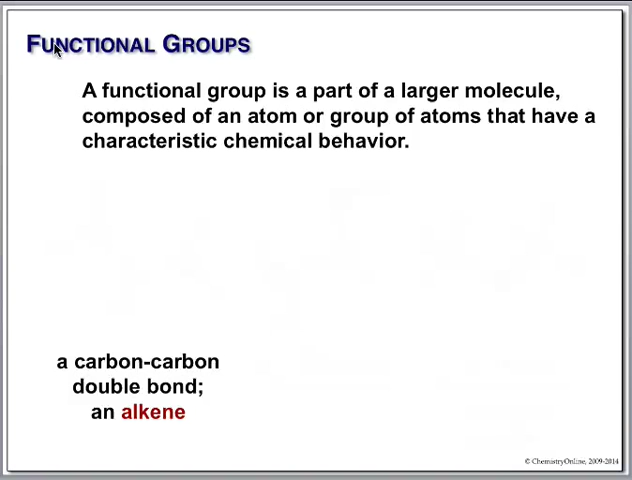 FUNCTIONAL GROUPS
A functional group is a part of a larger molecule,
composed of an atom or group of atoms that have a
characteristic chemical behavior.
a carbon-carbon
double bond;
an alkene
© ChemistryOnline, 2009-2014